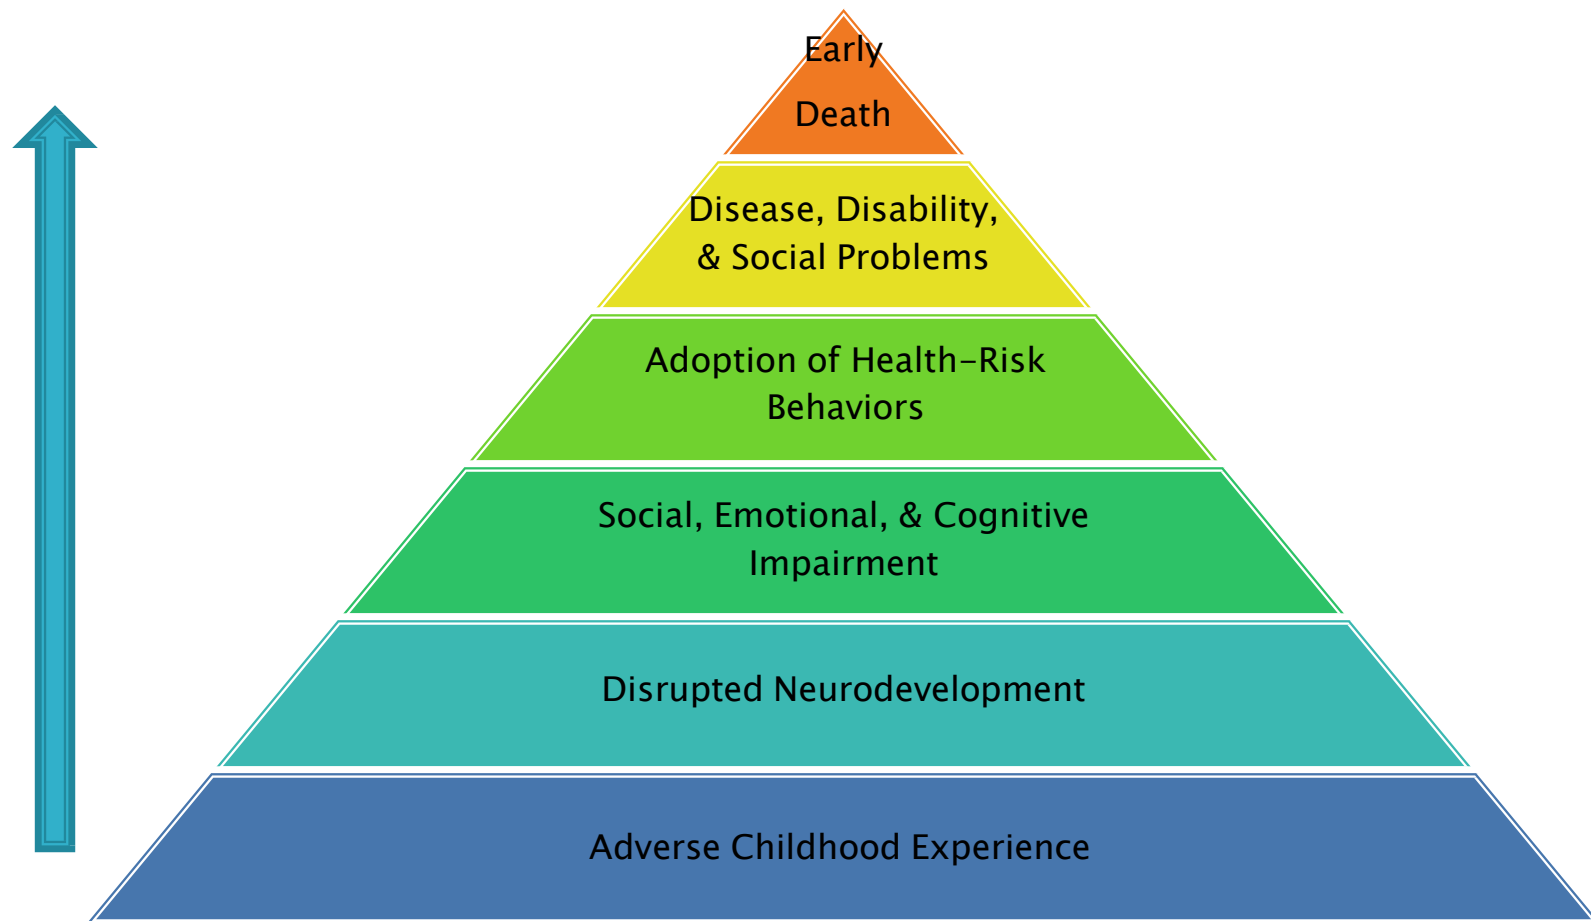 Early
Death
Disease, Disability,
& Social Problems
Adoption of Health-Risk
Behaviors
Social, Emotional, & Cognitive
Impairment
Disrupted Neurodevelopment
Adverse Childhood Experience